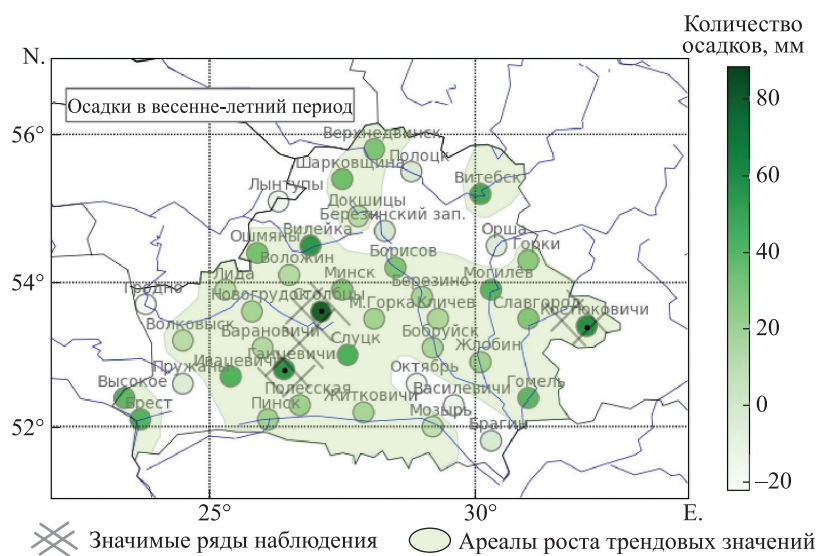 Количество
осадков, мм
N.
Осадки в весенне-летний период
80
56°
Верхнедвинск
Полоцк
Шарковщина
Витебск
Лынтупы
60
Докшицы
Березинский зап.
Вилейка
Ошмяны
Орша
Горки
40
Борисов
Воложин
54°
Лида
Минск
Березино
Могилев
Гродно
Новогрудок
Столбцы
М.Горка
Кличев
Славгород
Костюковичи
20
Волковыск
Барановичи
Слуцк
Бобруйск
Жлобин
Ганцевичи
Ивацевичи
Пружаны
Октябрь
0
Высокое
Полесская
Василевичи
Гомель
Брест
Пинск
Житковичи
Мозырь
52°
Брагин
–20
25°
30°
E.
Значимые ряды наблюдения
Ареалы роста трендовых значений